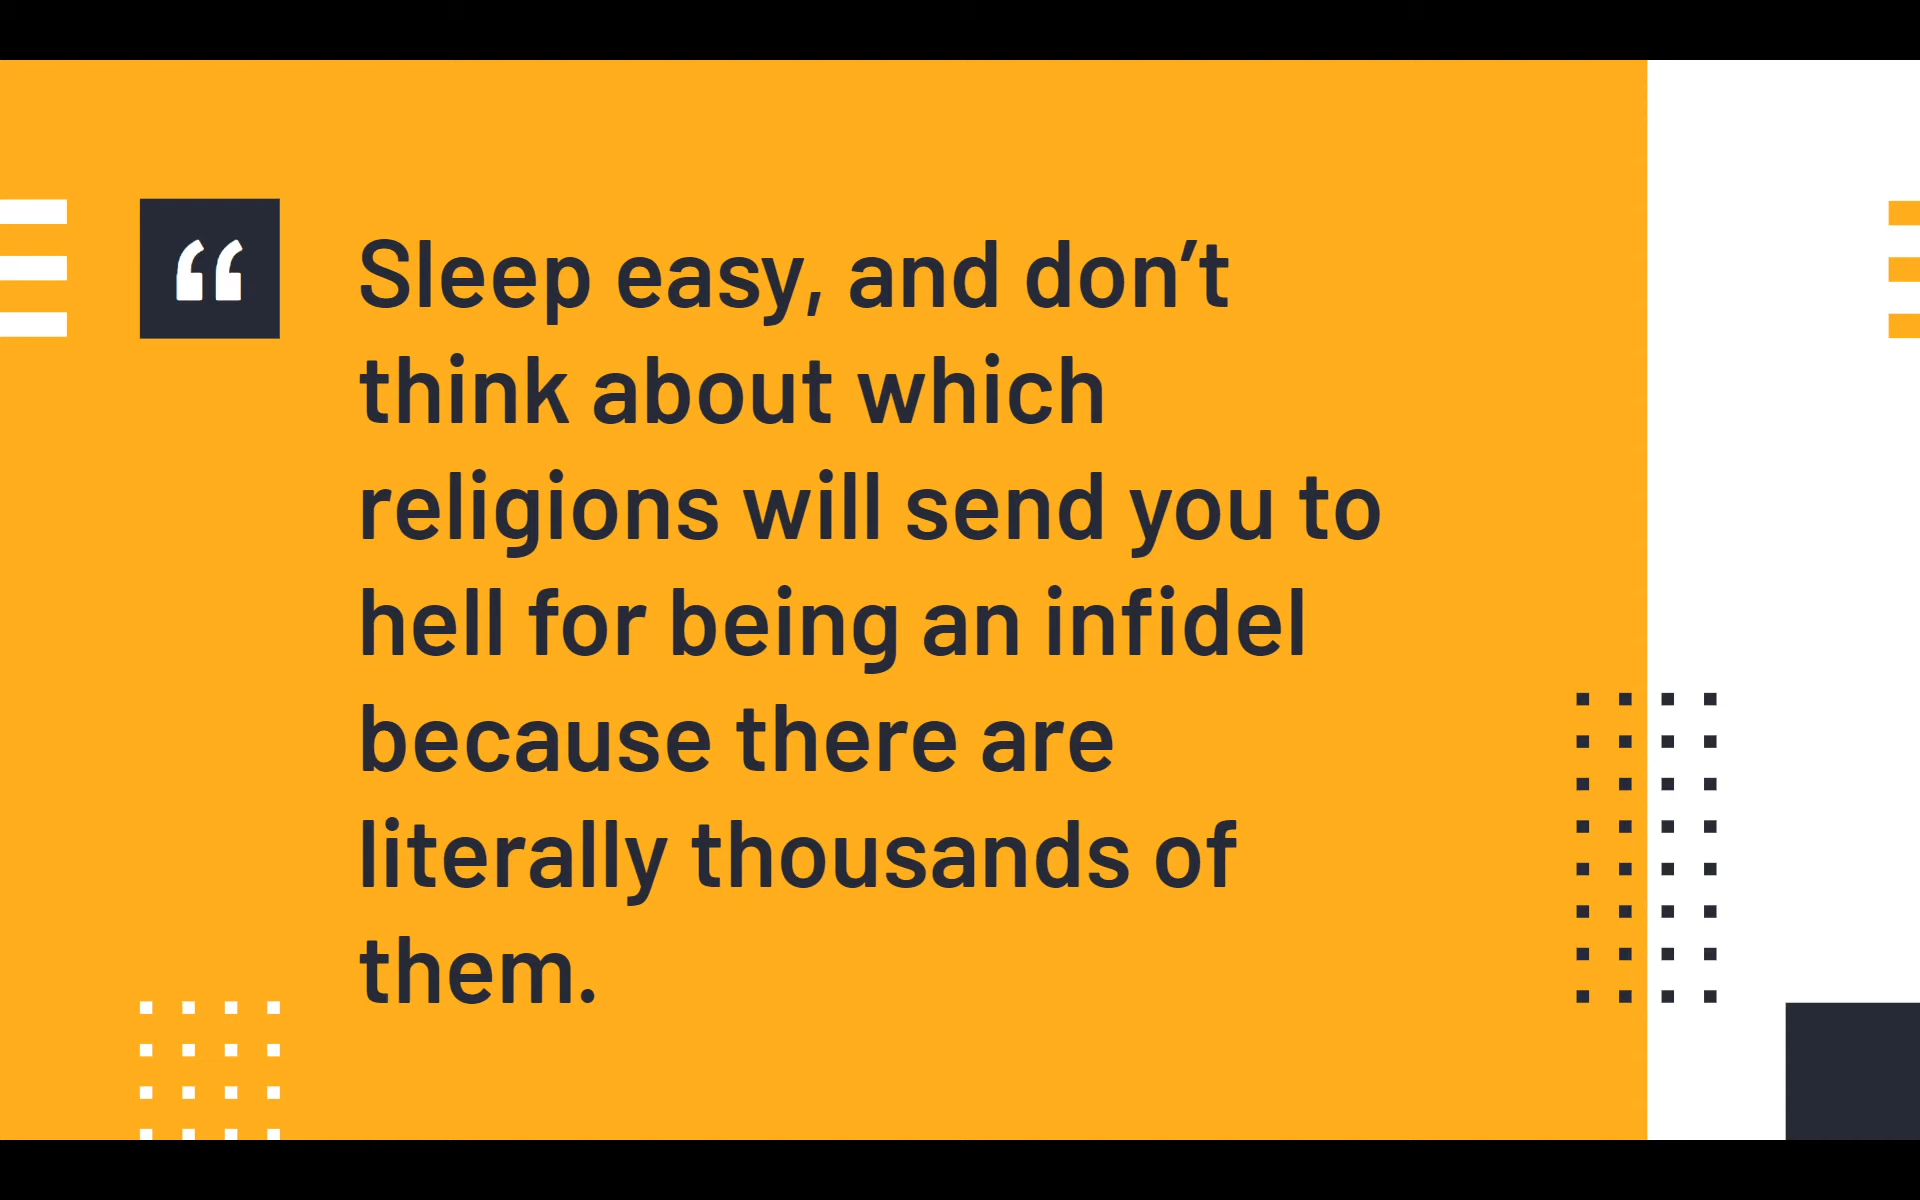 “
Sleep easy, and don’t
think about which
religions will send you to
hell for being an infidel
because there are
literally thousands of
them.